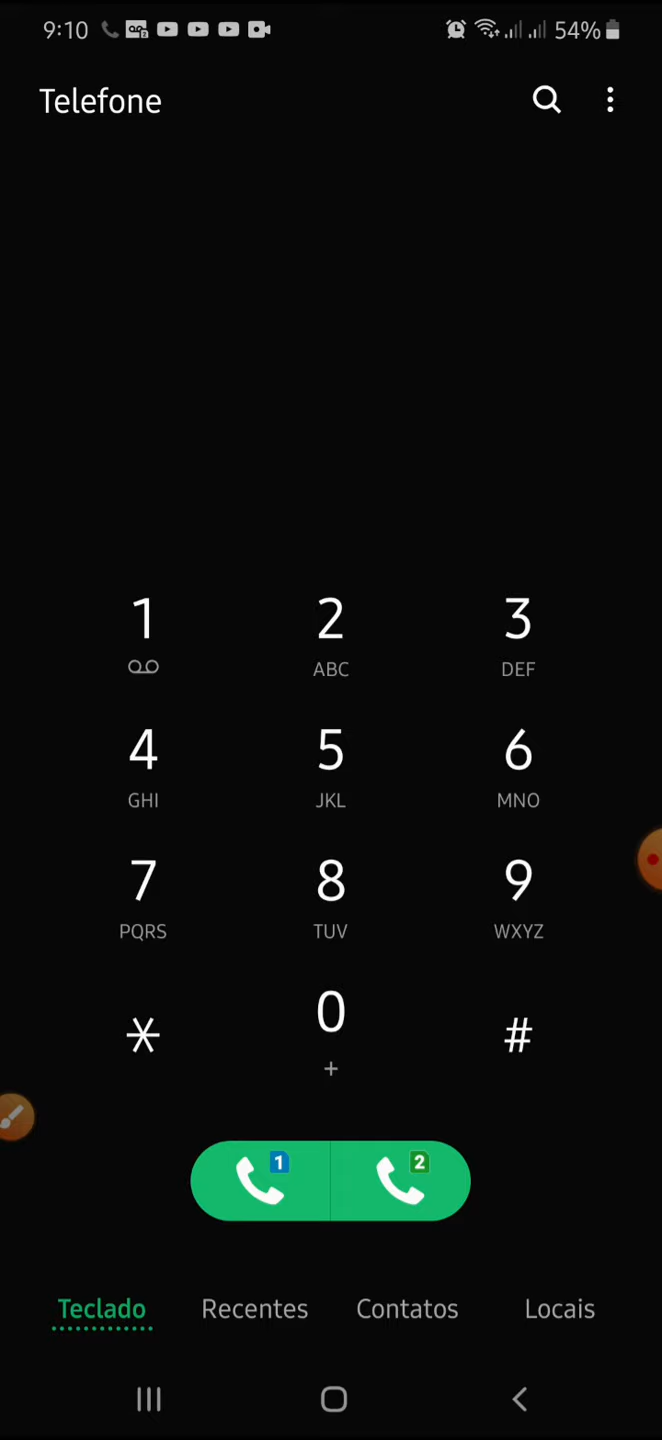 9:10 54%
Telefone
1 2 3
ABC DEF
4 5 6
GHI JKL MNO
7 8 9
PQRS TUV WXYZ
* 0 #
+
1 2
Teclado Recentes Contatos Locais